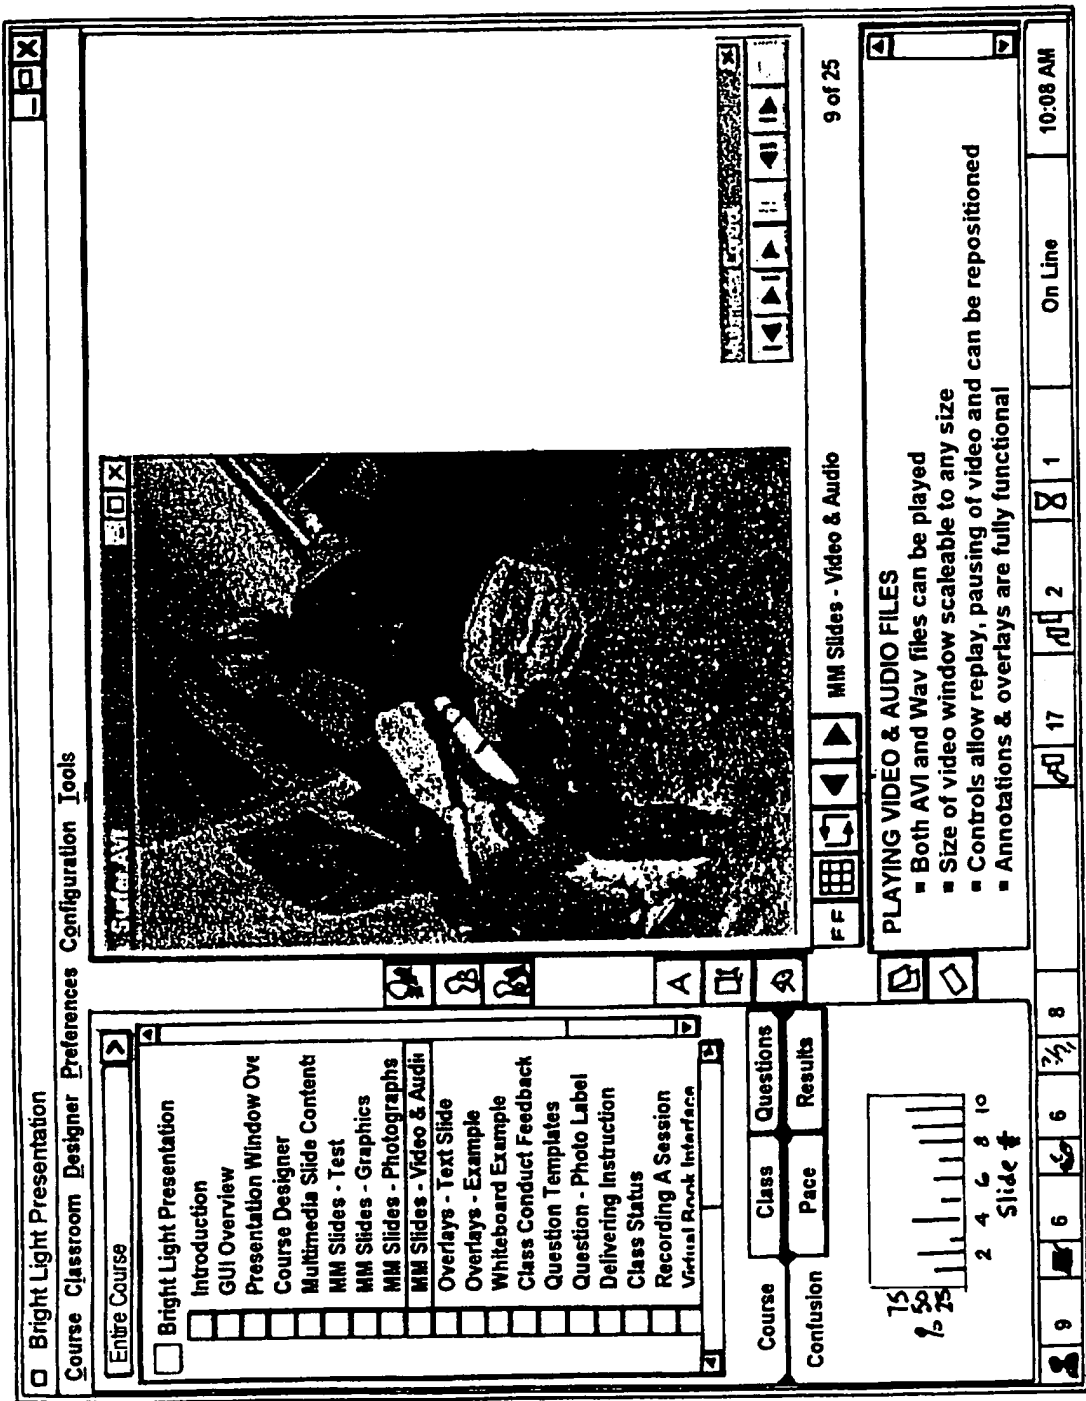 Bright Light Presentation
Course Classroom Designer Preferences Configuration Tools
Entire Course
Bright Light Presentation
Introduction
GUI Overview
Presentation Window Ove
Course Designer
Multimedia Slide Contents
MM Slides - Test
MM Slides - Graphics
MM Slides - Photographs
MM Slides - Video & Audi
Overlays - Text Slide
Overlays - Example
Whiteboard Example
Class Conduct Feedback
Question Templates
Question - Photo Label
Delivering Instruction
Class Status
Recording A Session
Virtual Book Interface
Course Class Questions
Confusion Pace Results
75
50
% 25
2 4 6 8 10
Slide #
A
FF MM Slides - Video & Audio 9 of 25
PLAYING VIDEO & AUDIO FILES
▪ Both AVI and Wav files can be played
▪ Size of video window scaleable to any size
▪ Controls allow replay, pausing of video and can be repositioned
▪ Annotations & overlays are fully functional
9 6 6 8 17 2 1 On Line 10:08 AM